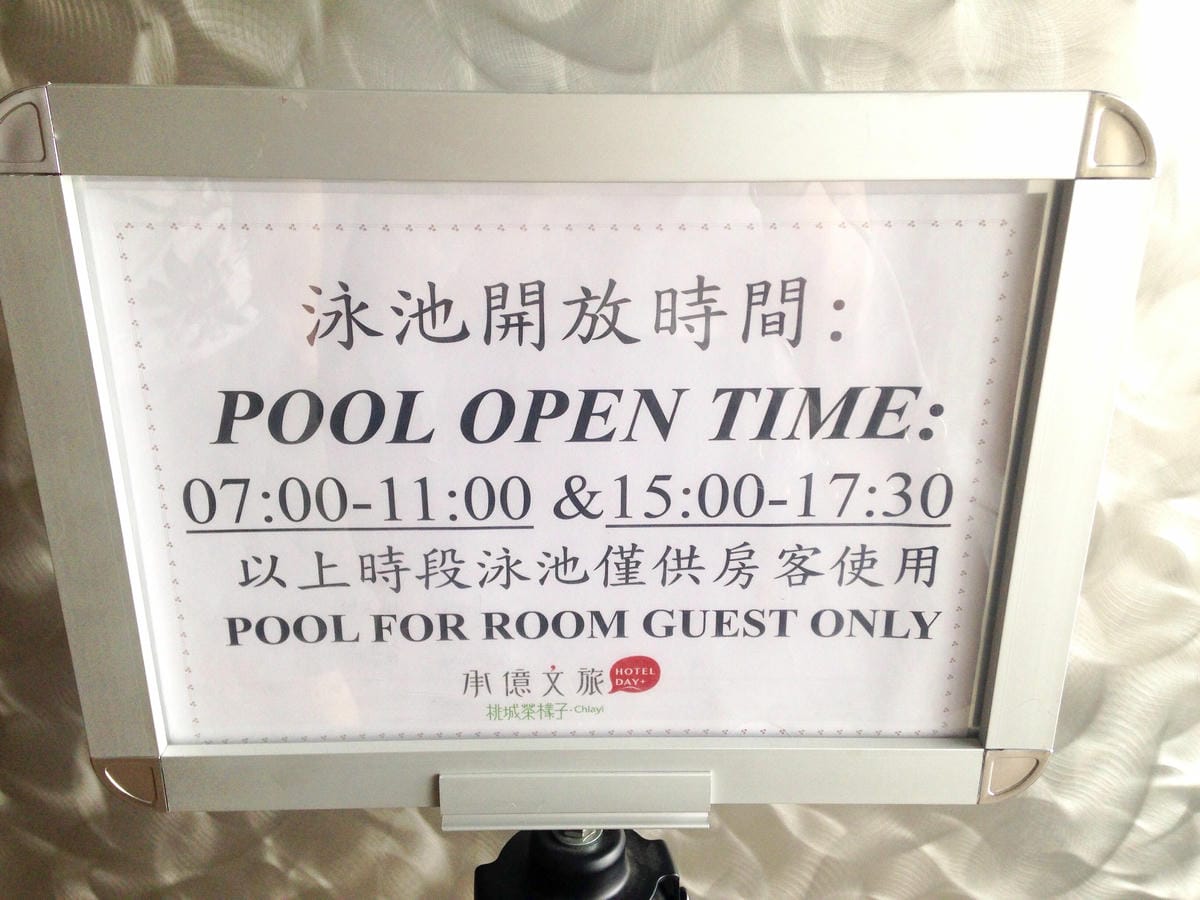 泳池開放時間:
POOL OPEN TIME:
07:00-11:00 &15:00-17:30
以上時段泳池僅供房客使用
POOL FOR ROOM GUEST ONLY
承億文旅 HOTEL DAY+
桃城茶樣子·Chiayi